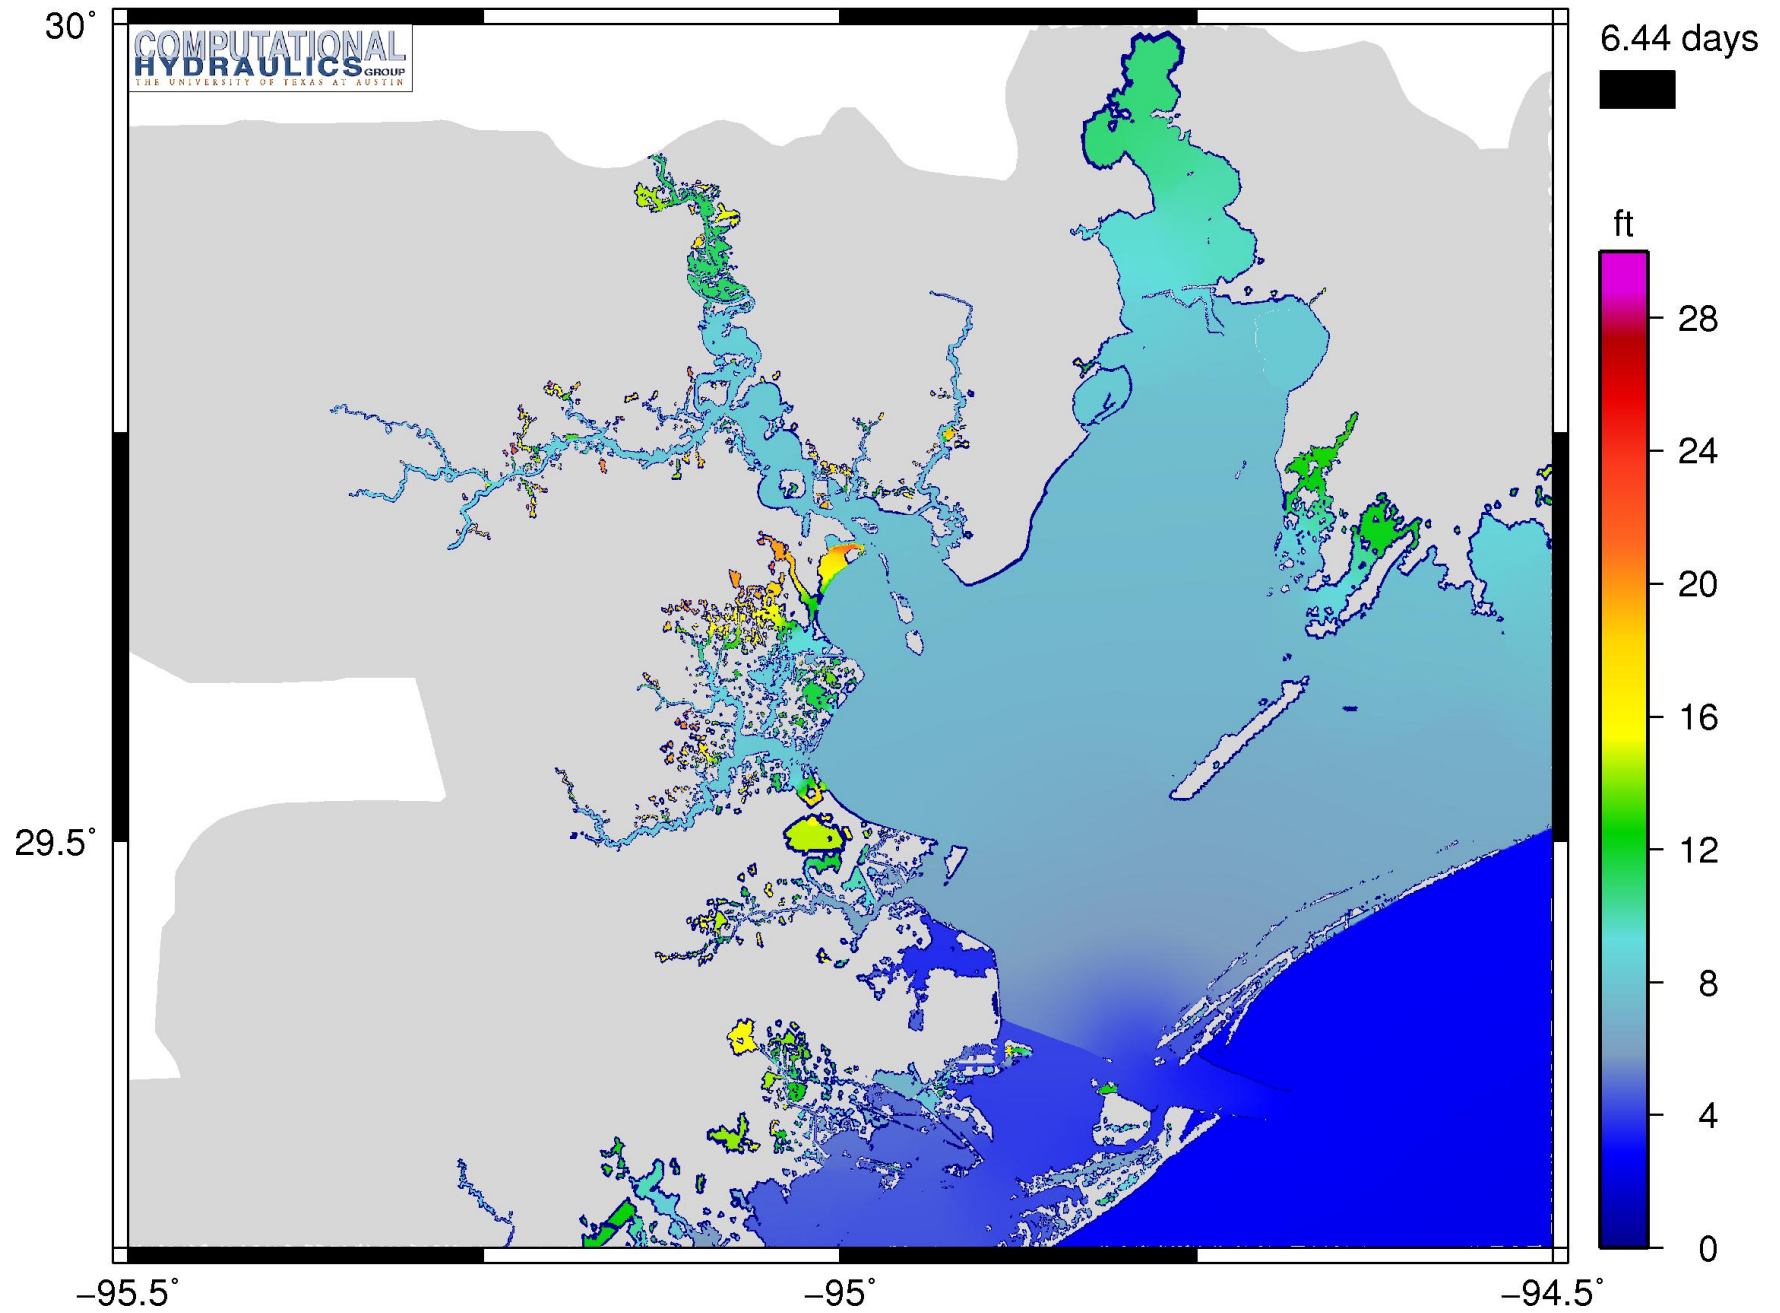 30°
COMPUTATIONAL
HYDRAULICS GROUP
THE UNIVERSITY OF TEXAS AT AUSTIN
6.44 days
ft
28
24
20
16
29.5°
12
8
4
0
−95.5°
−95°
−94.5°